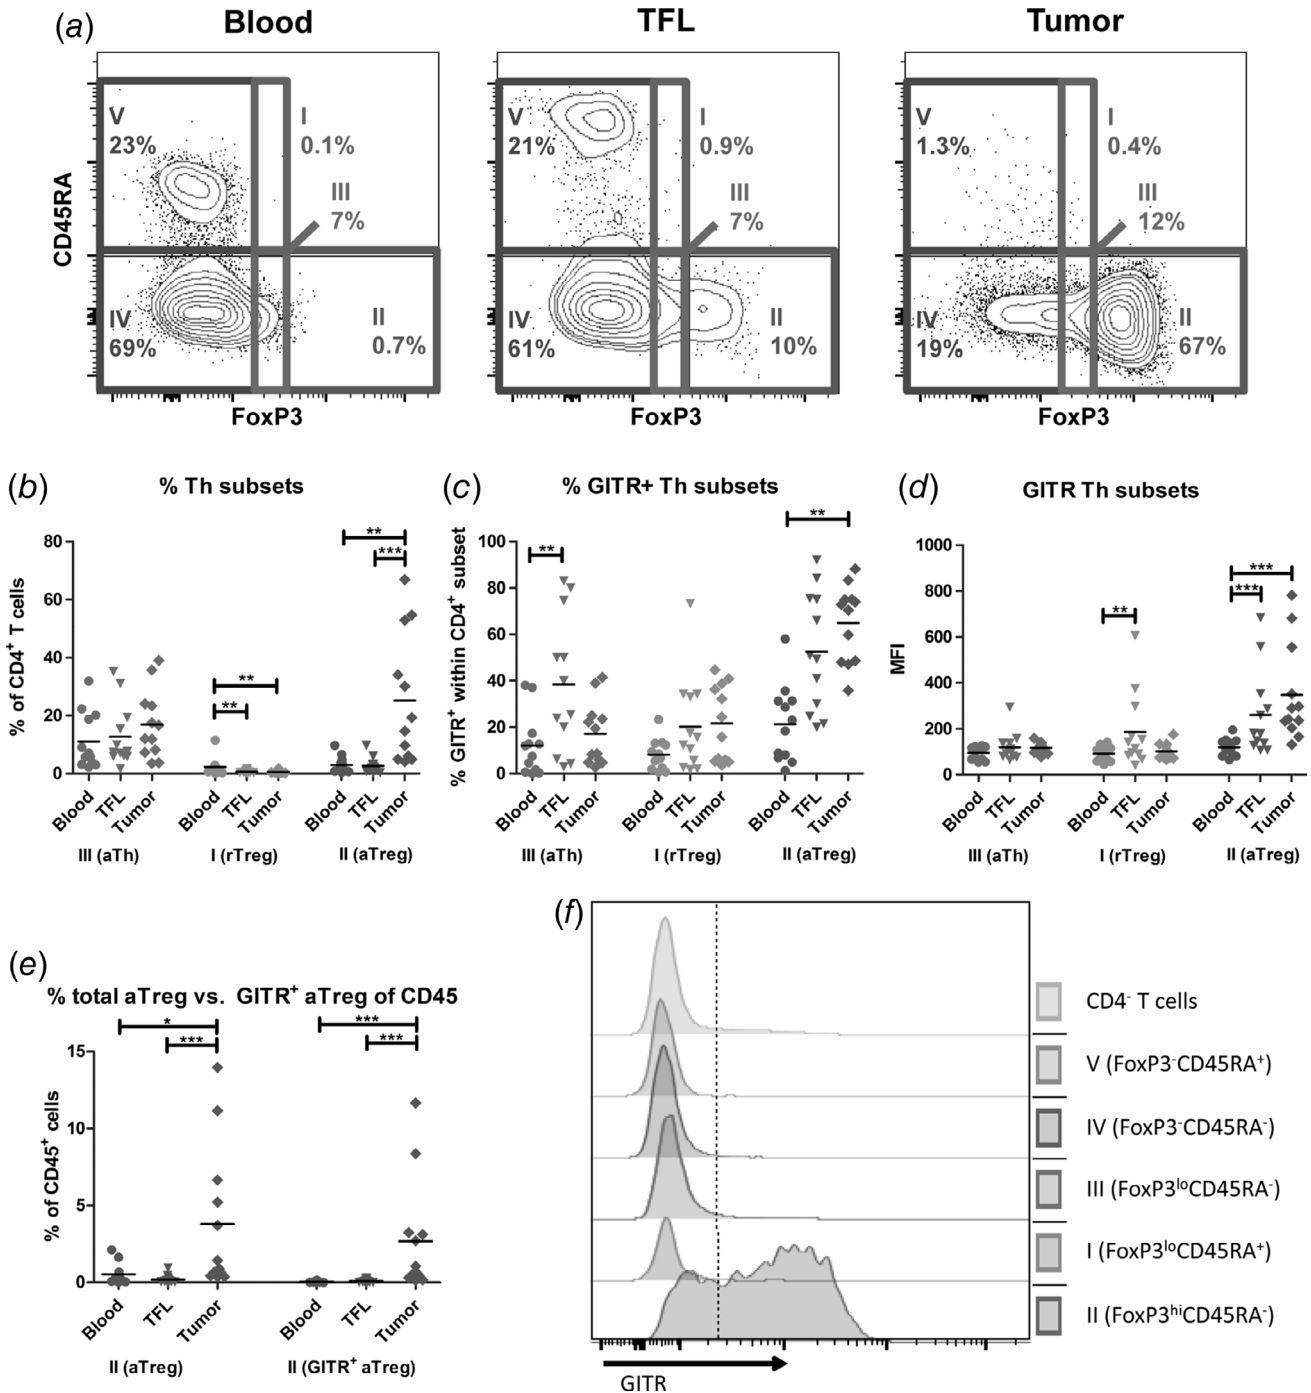 (a)
Blood
TFL
Tumor
CD45RA
V
23%
I
0.1%
III
7%
IV
69%
II
0.7%
FoxP3
V
21%
I
0.9%
III
7%
IV
61%
II
10%
FoxP3
V
1.3%
I
0.4%
III
12%
IV
19%
II
67%
FoxP3
(b)
% Th subsets
% of CD4⁺ T cells
80
60
40
20
0
**
***
**
**
Blood
TFL
Tumor
Blood
TFL
Tumor
Blood
TFL
Tumor
III (aTh)
I (rTreg)
II (aTreg)
(c)
% GITR+ Th subsets
% GITR⁺ within CD4⁺ subset
100
80
60
40
20
0
**
**
Blood
TFL
Tumor
Blood
TFL
Tumor
Blood
TFL
Tumor
III (aTh)
I (rTreg)
II (aTreg)
(d)
GITR Th subsets
MFI
1000
800
600
400
200
0
**
***
***
Blood
TFL
Tumor
Blood
TFL
Tumor
Blood
TFL
Tumor
III (aTh)
I (rTreg)
II (aTreg)
(e)
% total aTreg vs. GITR⁺ aTreg of CD45
% of CD45⁺ cells
15
10
5
0
*
***
***
***
Blood
TFL
Tumor
Blood
TFL
Tumor
II (aTreg)
II (GITR⁺ aTreg)
(f)
GITR
CD4⁻ T cells
V (FoxP3⁻CD45RA⁺)
IV (FoxP3⁻CD45RA⁻)
III (FoxP3ˡᵒCD45RA⁻)
I (FoxP3ˡᵒCD45RA⁺)
II (FoxP3ʰⁱCD45RA⁻)